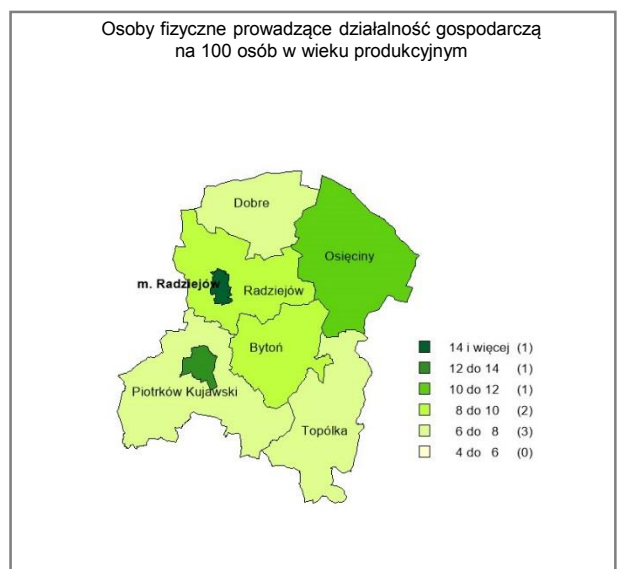 Osoby fizyczne prowadzące działalność gospodarczą
na 100 osób w wieku produkcyjnym
Dobre
Osięciny
m. Radziejów
Radziejów
Bytoń
Piotrków Kujawski
Topólka
14 i więcej (1)
12 do 14 (1)
10 do 12 (1)
8 do 10 (2)
6 do 8 (3)
4 do 6 (0)